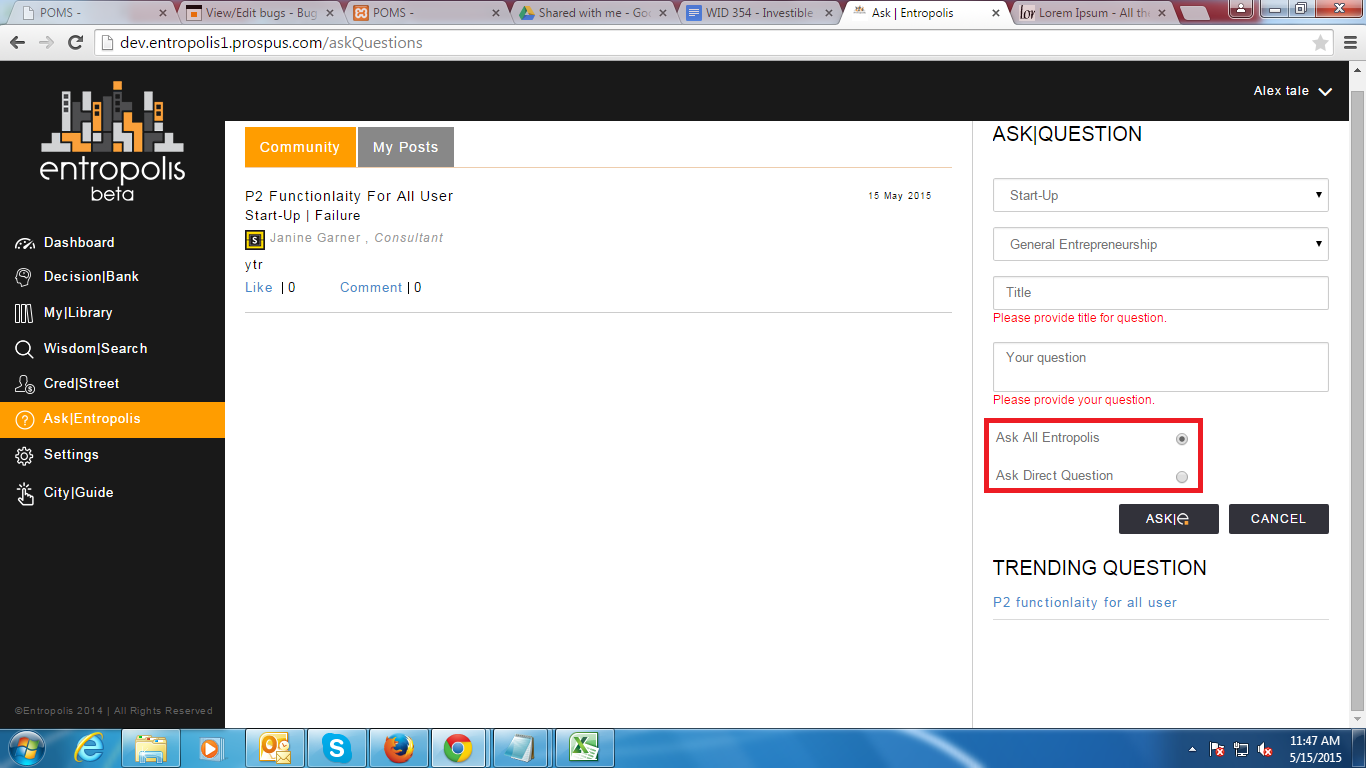 POMS -
View/Edit bugs - Bug
POMS -
Shared with me - Goo
WID 354 - Investible
Ask | Entropolis
lor Lorem Ipsum - All the
dev.entropolis1.prospus.com/askQuestions
entropolis
beta
Alex tale
Dashboard
Decision|Bank
My|Library
Wisdom|Search
Cred|Street
Ask|Entropolis
Settings
City|Guide
©Entropolis 2014 | All Rights Reserved
Community
My Posts
P2 Functionlaity For All User
15 May 2015
Start-Up | Failure
S
Janine Garner , Consultant
ytr
Like | 0
Comment | 0
ASK|QUESTION
Start-Up
General Entrepreneurship
Title
Please provide title for question.
Your question
Please provide your question.
Ask All Entropolis
Ask Direct Question
ASK|e
CANCEL
TRENDING QUESTION
P2 functionlaity for all user
11:47 AM
5/15/2015